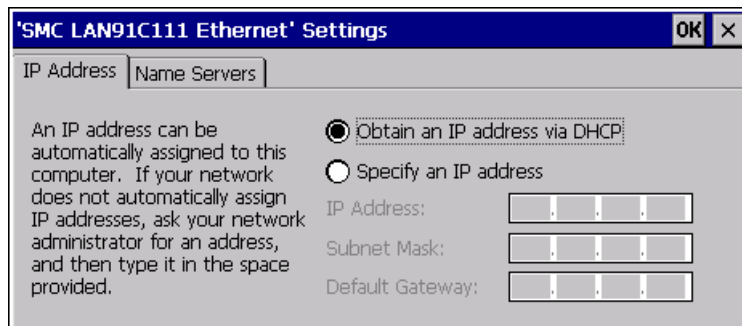 'SMC LAN91C111 Ethernet' Settings OK ×
IP Address Name Servers
An IP address can be
automatically assigned to this
computer. If your network
does not automatically assign
IP addresses, ask your network
administrator for an address,
and then type it in the space
provided.
Obtain an IP address via DHCP
Specify an IP address
IP Address: . . .
Subnet Mask: . . .
Default Gateway: . . .